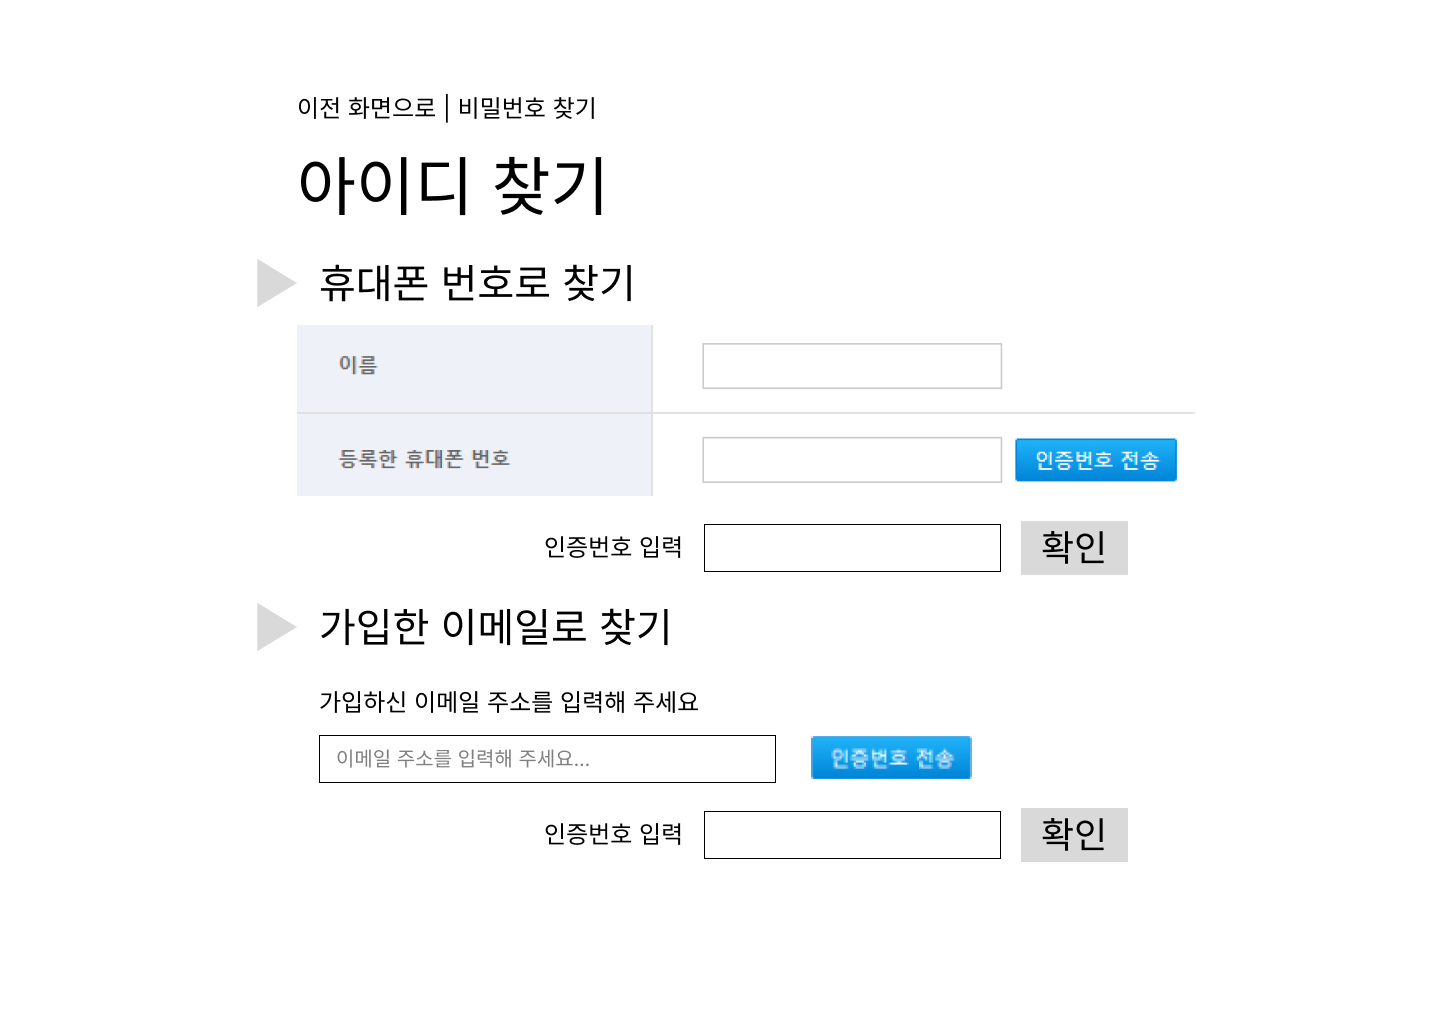 이전 화면으로 | 비밀번호 찾기
아이디 찾기
휴대폰 번호로 찾기
이름
등록한 휴대폰 번호
인증번호 전송
인증번호 입력
확인
가입한 이메일로 찾기
가입하신 이메일 주소를 입력해 주세요
이메일 주소를 입력해 주세요...
인증번호 전송
인증번호 입력
확인